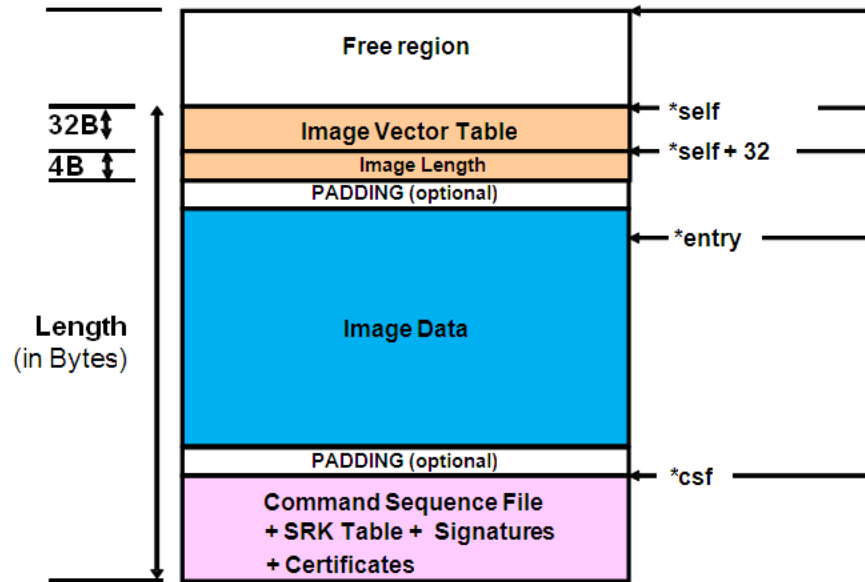 Free region
*self
32B
Image Vector Table
*self + 32
4B
Image Length
PADDING (optional)
*entry
Length
(in Bytes)
Image Data
PADDING (optional)
*csf
Command Sequence File
+ SRK Table + Signatures
+ Certificates